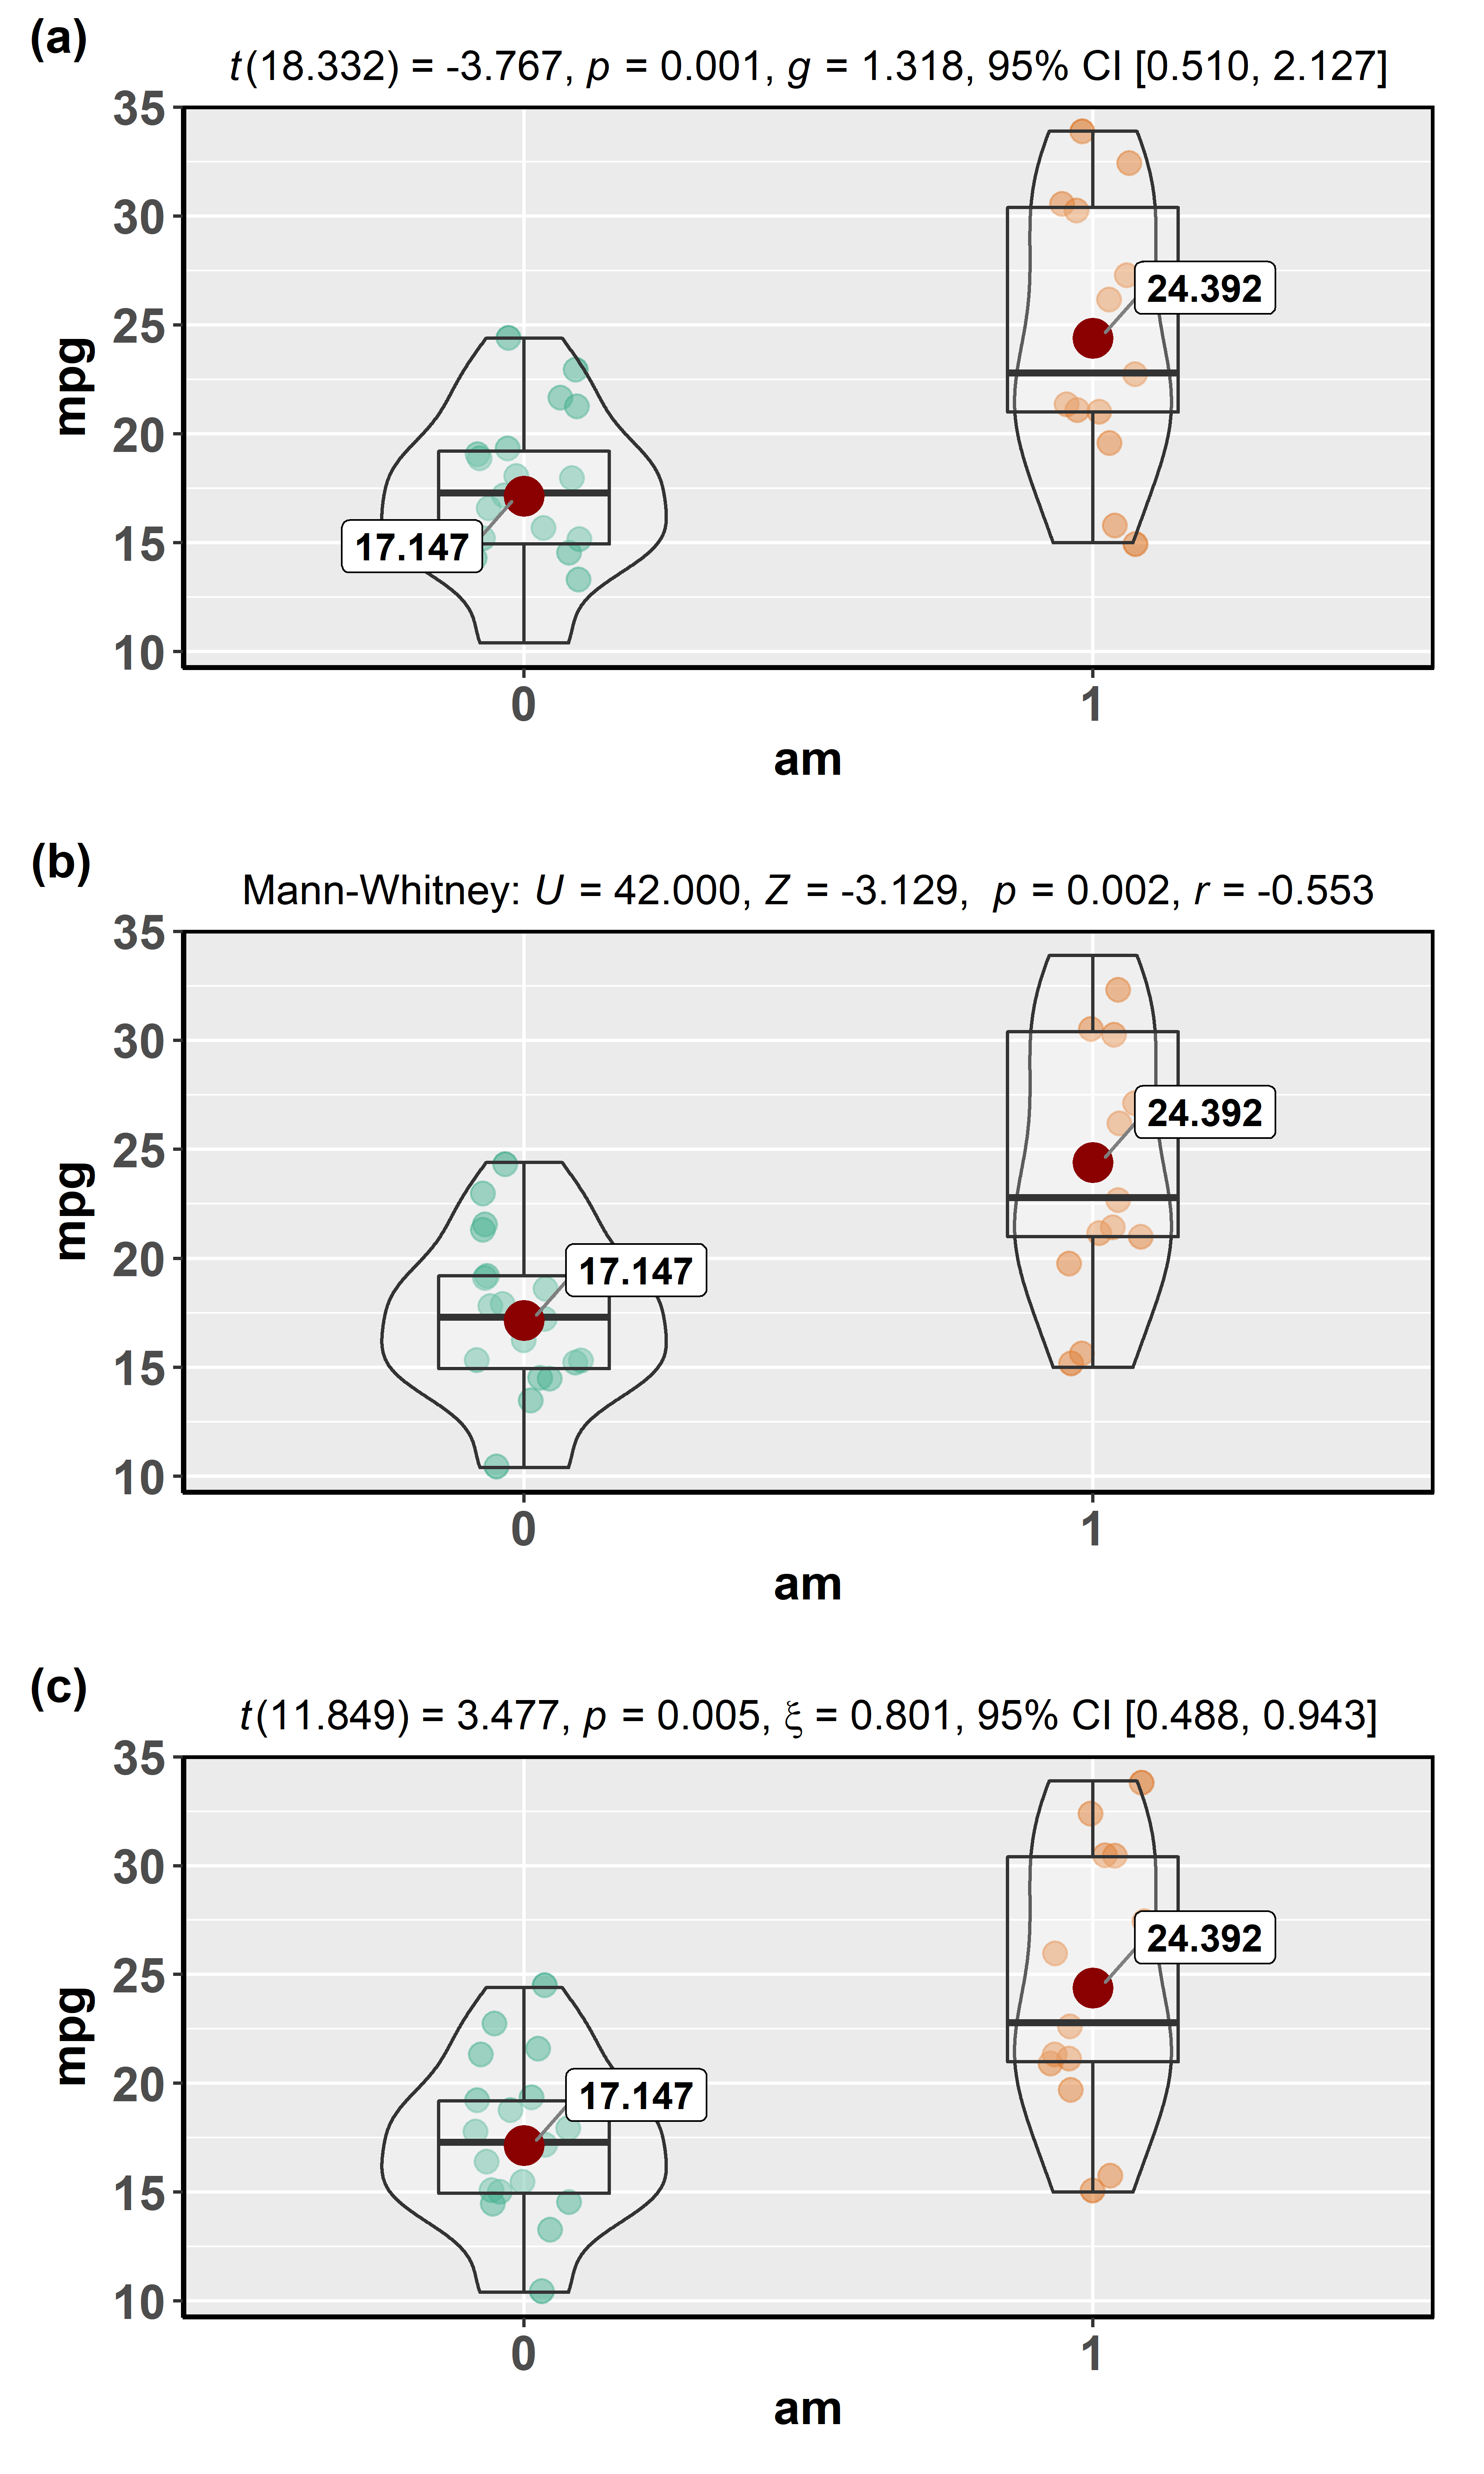 (a)
t(18.332) = -3.767, p = 0.001, g = 1.318, 95% CI [0.510, 2.127]
35
30
25
20
15
10
mpg
24.392
17.147
0 1
am
(b)
Mann-Whitney: U = 42.000, Z = -3.129, p = 0.002, r = -0.553
35
30
25
20
15
10
mpg
24.392
17.147
0 1
am
(c)
t(11.849) = 3.477, p = 0.005, ξ = 0.801, 95% CI [0.488, 0.943]
35
30
25
20
15
10
mpg
24.392
17.147
0 1
am